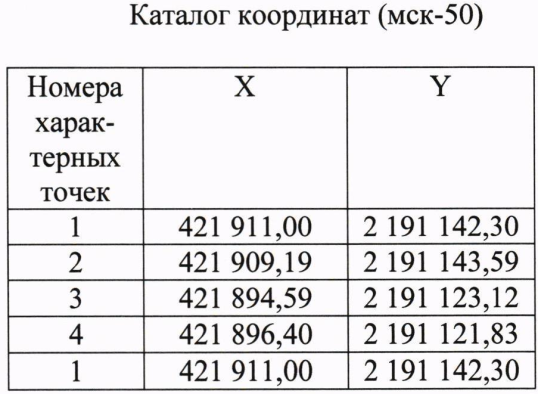 Каталог координат (мск-50)
Номера харак- терных точек X Y
1 421 911,00 2 191 142,30
2 421 909,19 2 191 143,59
3 421 894,59 2 191 123,12
4 421 896,40 2 191 121,83
1 421 911,00 2 191 142,30